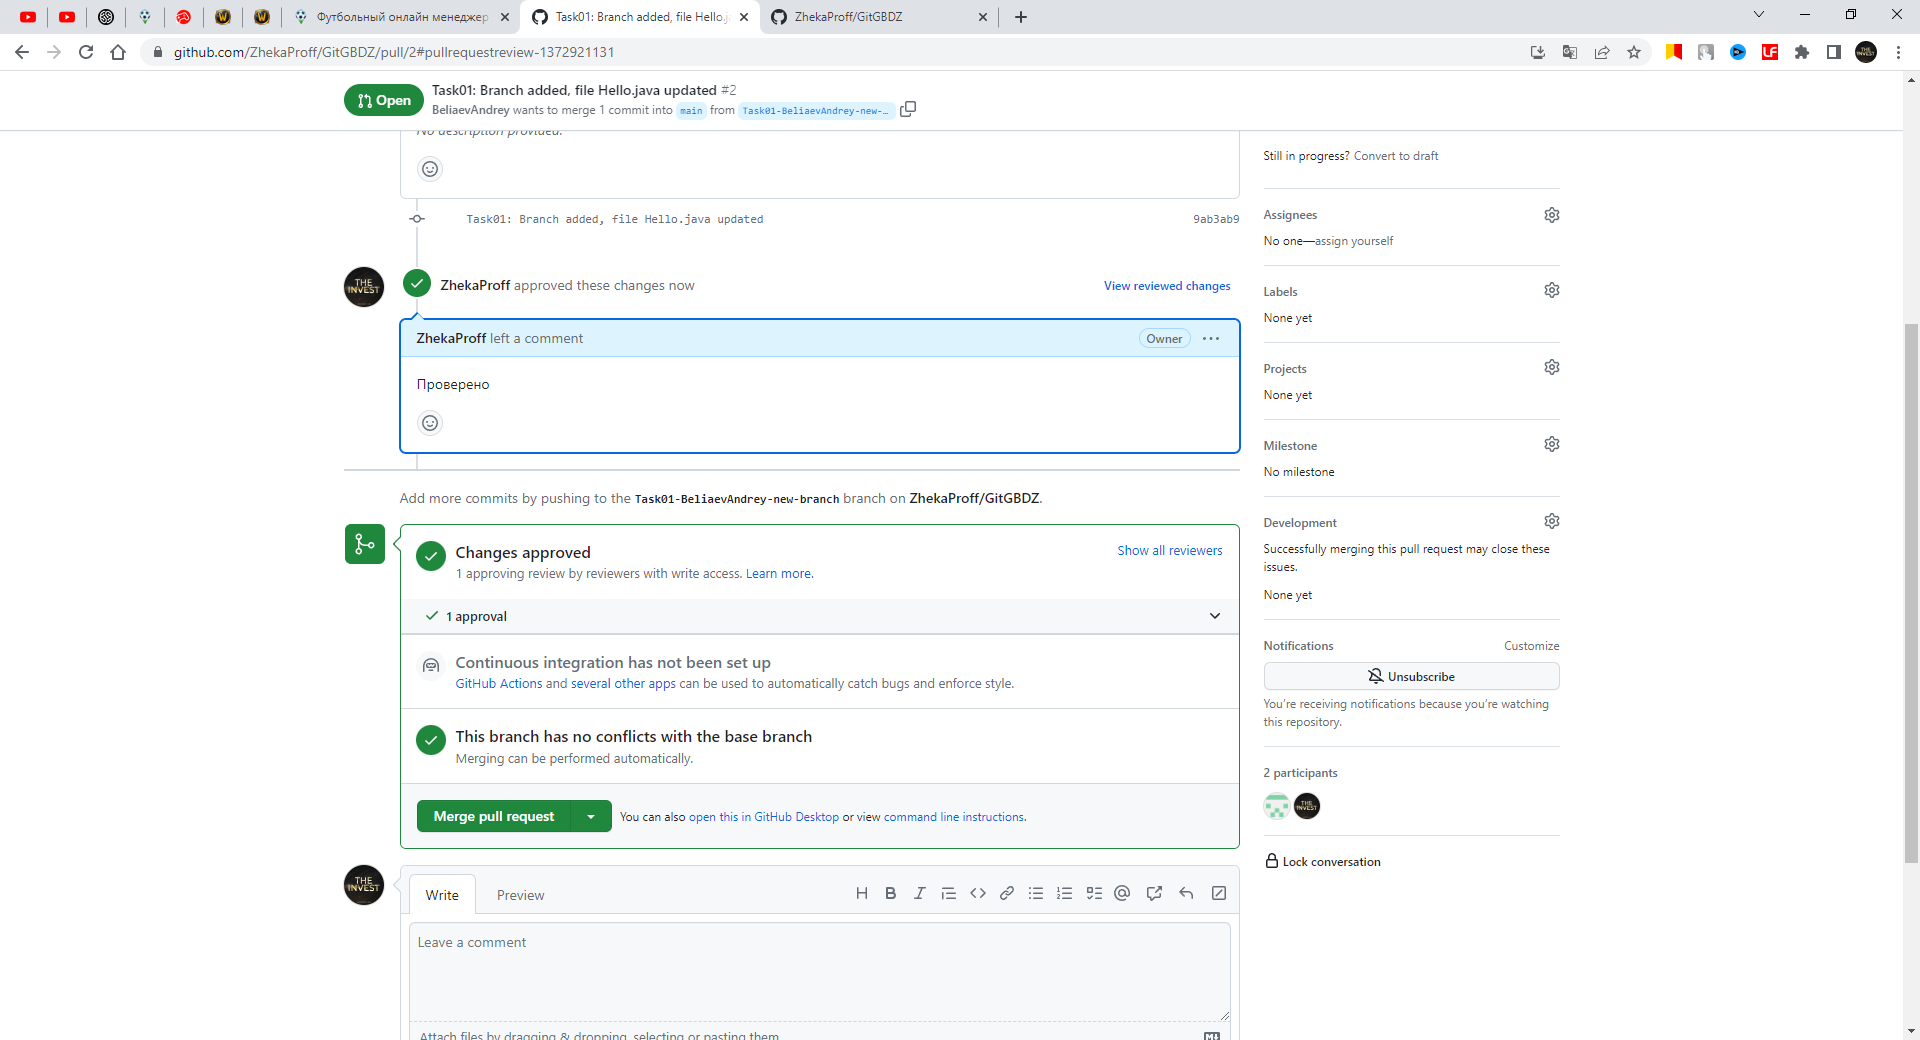 Футбольный онлайн менеджер
Task01: Branch added, file Hello.j
ZhekaProff/GitGBDZ
github.com/ZhekaProff/GitGBDZ/pull/2#pullrequestreview-1372921131
Open
Task01: Branch added, file Hello.java updated #2
BeliaevAndrey wants to merge 1 commit into main from Task01-BeliaevAndrey-new-…
No description provided.
Task01: Branch added, file Hello.java updated 9ab3ab9
THE INVEST
ZhekaProff approved these changes now
View reviewed changes
ZhekaProff left a comment
Owner
Проверено
Add more commits by pushing to the Task01-BeliaevAndrey-new-branch branch on ZhekaProff/GitGBDZ.
Changes approved
Show all reviewers
1 approving review by reviewers with write access. Learn more.
1 approval
Continuous integration has not been set up
GitHub Actions and several other apps can be used to automatically catch bugs and enforce style.
This branch has no conflicts with the base branch
Merging can be performed automatically.
Merge pull request
You can also open this in GitHub Desktop or view command line instructions.
THE INVEST
Write
Preview
Leave a comment
Attach files by dragging & dropping, selecting or pasting them.
Still in progress? Convert to draft
Assignees
No one—assign yourself
Labels
None yet
Projects
None yet
Milestone
No milestone
Development
Successfully merging this pull request may close these
issues.
None yet
Notifications
Customize
Unsubscribe
You're receiving notifications because you're watching
this repository.
2 participants
Lock conversation